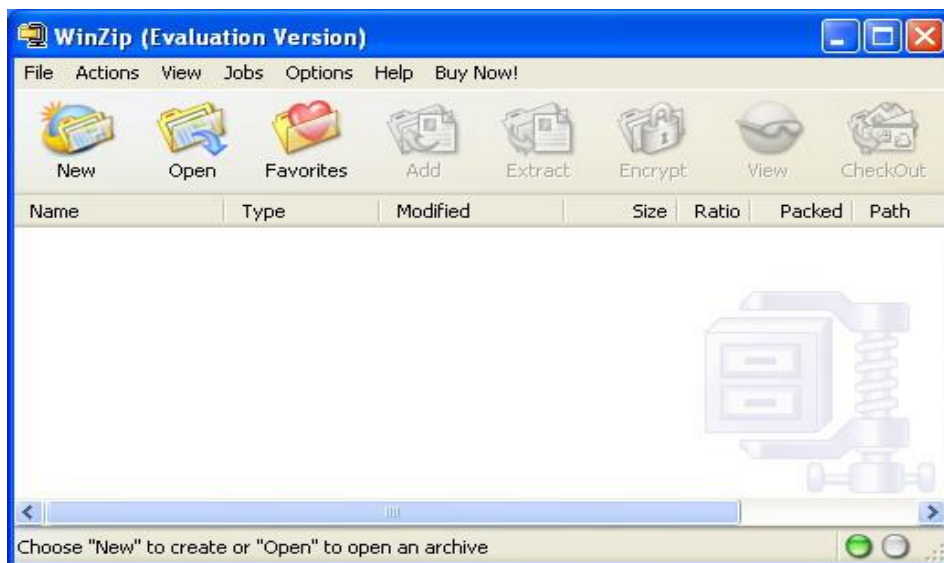 WinZip (Evaluation Version)
File Actions View Jobs Options Help Buy Now!
New Open Favorites Add Extract Encrypt View CheckOut
Name Type Modified Size Ratio Packed Path
Choose "New" to create or "Open" to open an archive